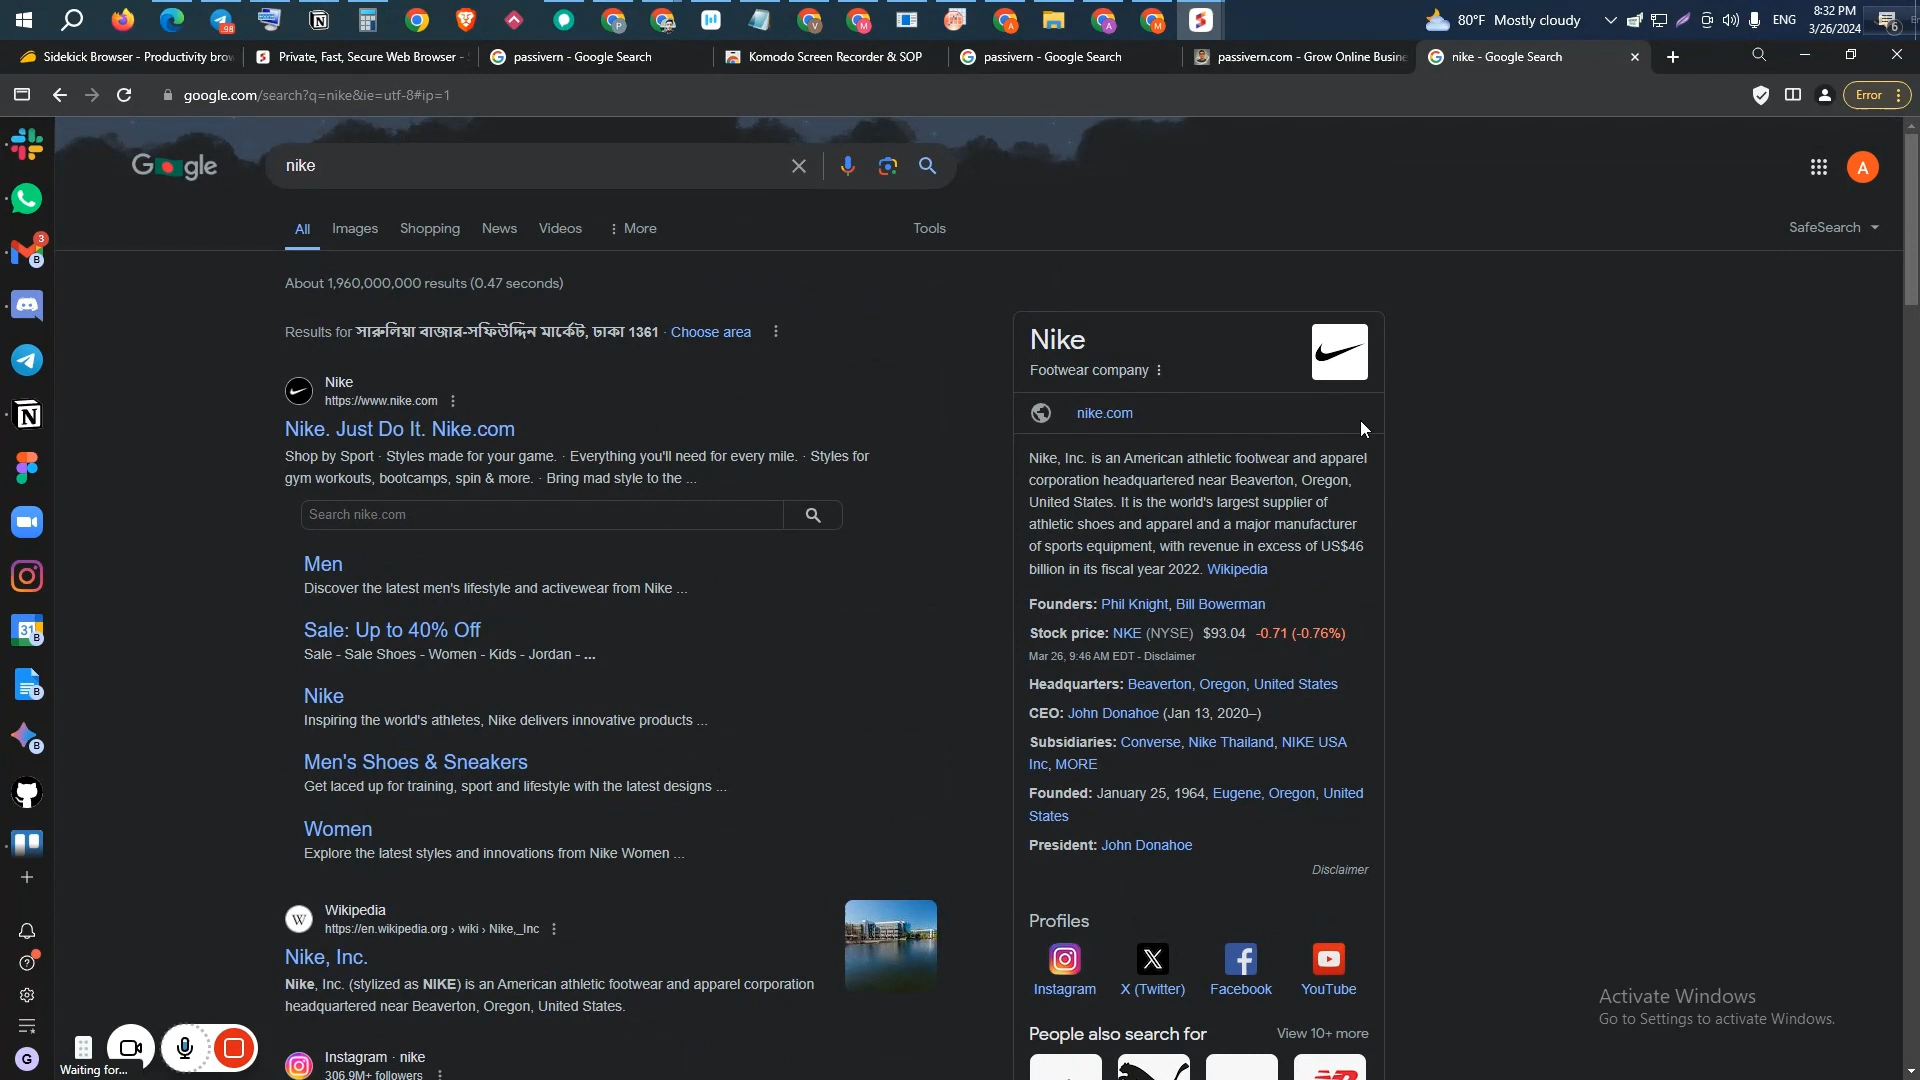 80°F Mostly cloudy
ENG
8:32 PM
3/26/2024
6
98
Sidekick Browser - Productivity brow
Private, Fast, Secure Web Browser -
passivern - Google Search
Komodo Screen Recorder & SOP
passivern - Google Search
passivern.com - Grow Online Busine
nike - Google Search
google.com/search?q=nike&ie=utf-8#ip=1
Error
Google
nike
A
All
Images
Shopping
News
Videos
More
Tools
SafeSearch
About 1,960,000,000 results (0.47 seconds)
Results for সারুলিয়া বাজার-সফিউদ্দিন মার্কেট, ঢাকা 1361 · Choose area
Nike
https://www.nike.com
Nike. Just Do It. Nike.com
Shop by Sport · Styles made for your game. · Everything you'll need for every mile. · Styles for
gym workouts, bootcamps, spin & more. · Bring mad style to the ...
Search nike.com
Men
Discover the latest men's lifestyle and activewear from Nike ...
Sale: Up to 40% Off
Sale - Sale Shoes - Women - Kids - Jordan - ...
Nike
Inspiring the world's athletes, Nike delivers innovative products ...
Men's Shoes & Sneakers
Get laced up for training, sport and lifestyle with the latest designs ...
Women
Explore the latest styles and innovations from Nike Women ...
W
Wikipedia
https://en.wikipedia.org › wiki › Nike,_Inc
Nike, Inc.
Nike, Inc. (stylized as NIKE) is an American athletic footwear and apparel corporation
headquartered near Beaverton, Oregon, United States.
Instagram · nike
306.9M+ followers
Nike
Footwear company
nike.com
Nike, Inc. is an American athletic footwear and apparel
corporation headquartered near Beaverton, Oregon,
United States. It is the world's largest supplier of
athletic shoes and apparel and a major manufacturer
of sports equipment, with revenue in excess of US$46
billion in its fiscal year 2022. Wikipedia
Founders: Phil Knight, Bill Bowerman
Stock price: NKE (NYSE) $93.04 -0.71 (-0.76%)
Mar 26, 9:46 AM EDT - Disclaimer
Headquarters: Beaverton, Oregon, United States
CEO: John Donahoe (Jan 13, 2020–)
Subsidiaries: Converse, Nike Thailand, NIKE USA
Inc, MORE
Founded: January 25, 1964, Eugene, Oregon, United
States
President: John Donahoe
Disclaimer
Profiles
Instagram
X (Twitter)
Facebook
YouTube
People also search for
View 10+ more
Activate Windows
Go to Settings to activate Windows.
3
B
31
B
B
B
G
Waiting for...